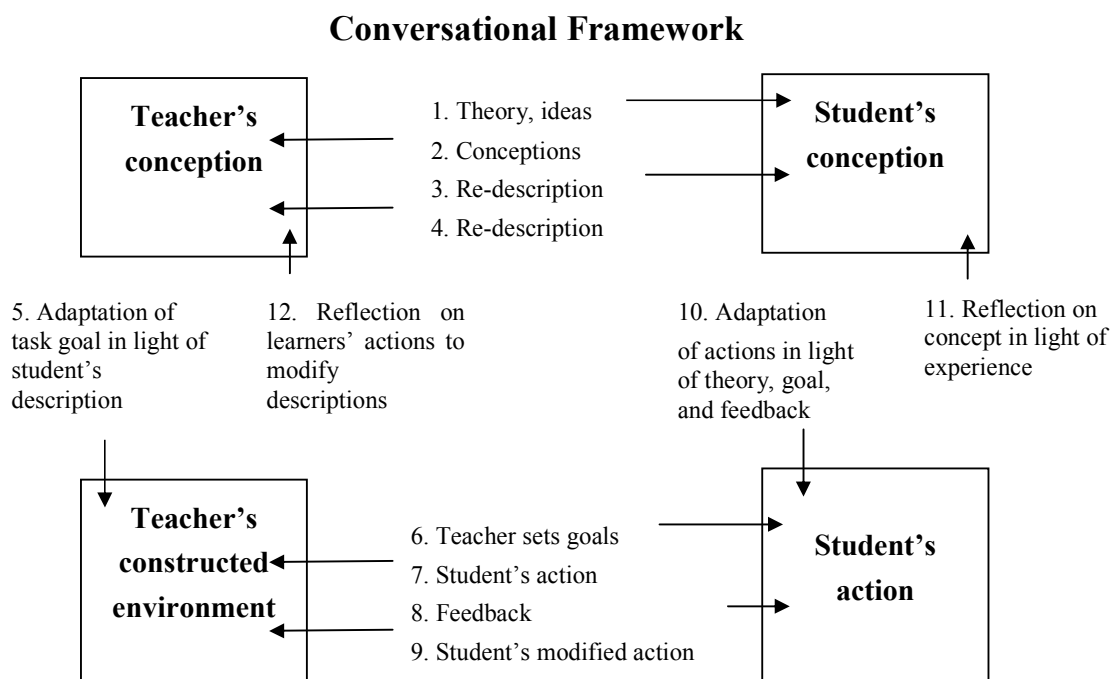 Conversational Framework
Teacher’s
conception
1. Theory, ideas
2. Conceptions
3. Re-description
4. Re-description
Student’s
conception
5. Adaptation of
task goal in light of
student’s
description
12. Reflection on
learners’ actions to
modify
descriptions
10. Adaptation
of actions in light
of theory, goal,
and feedback
11. Reflection on
concept in light of
experience
Teacher’s
constructed
environment
6. Teacher sets goals
7. Student’s action
8. Feedback
9. Student’s modified action
Student’s
action